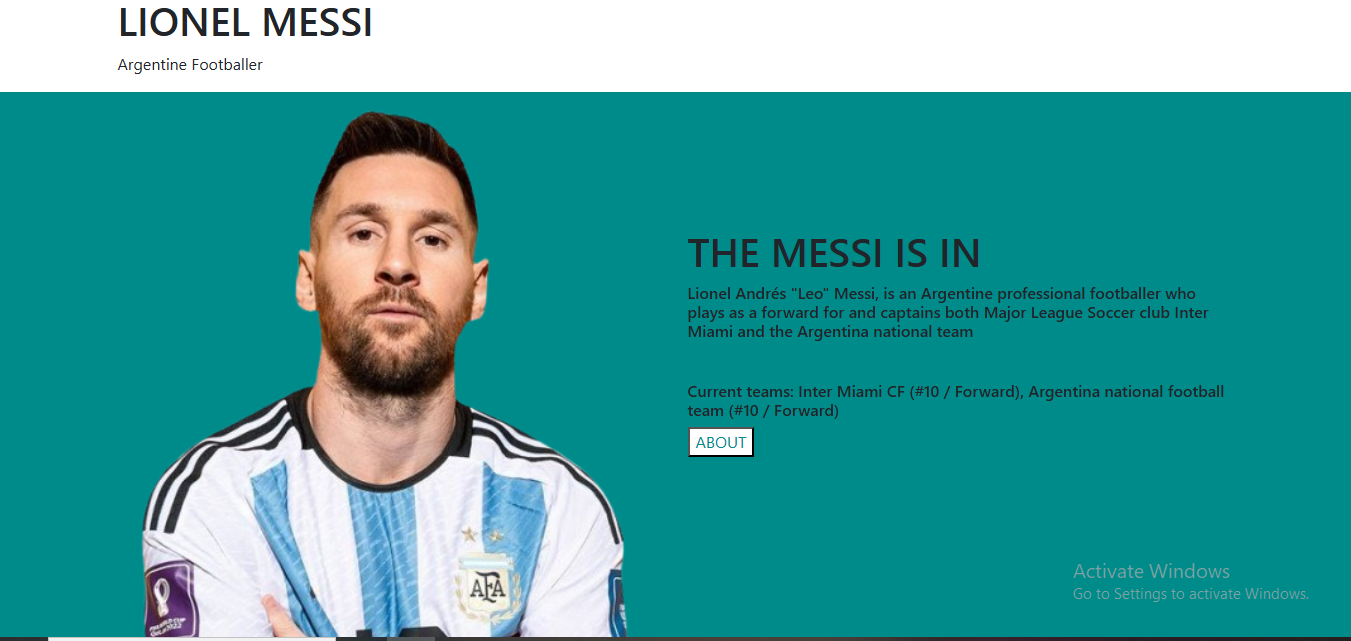 LIONEL MESSI
Argentine Footballer
THE MESSI IS IN
Lionel Andrés "Leo" Messi, is an Argentine professional footballer who
plays as a forward for and captains both Major League Soccer club Inter
Miami and the Argentina national team
Current teams: Inter Miami CF (#10 / Forward), Argentina national football
team (#10 / Forward)
ABOUT
AFA
Activate Windows
Go to Settings to activate Windows.